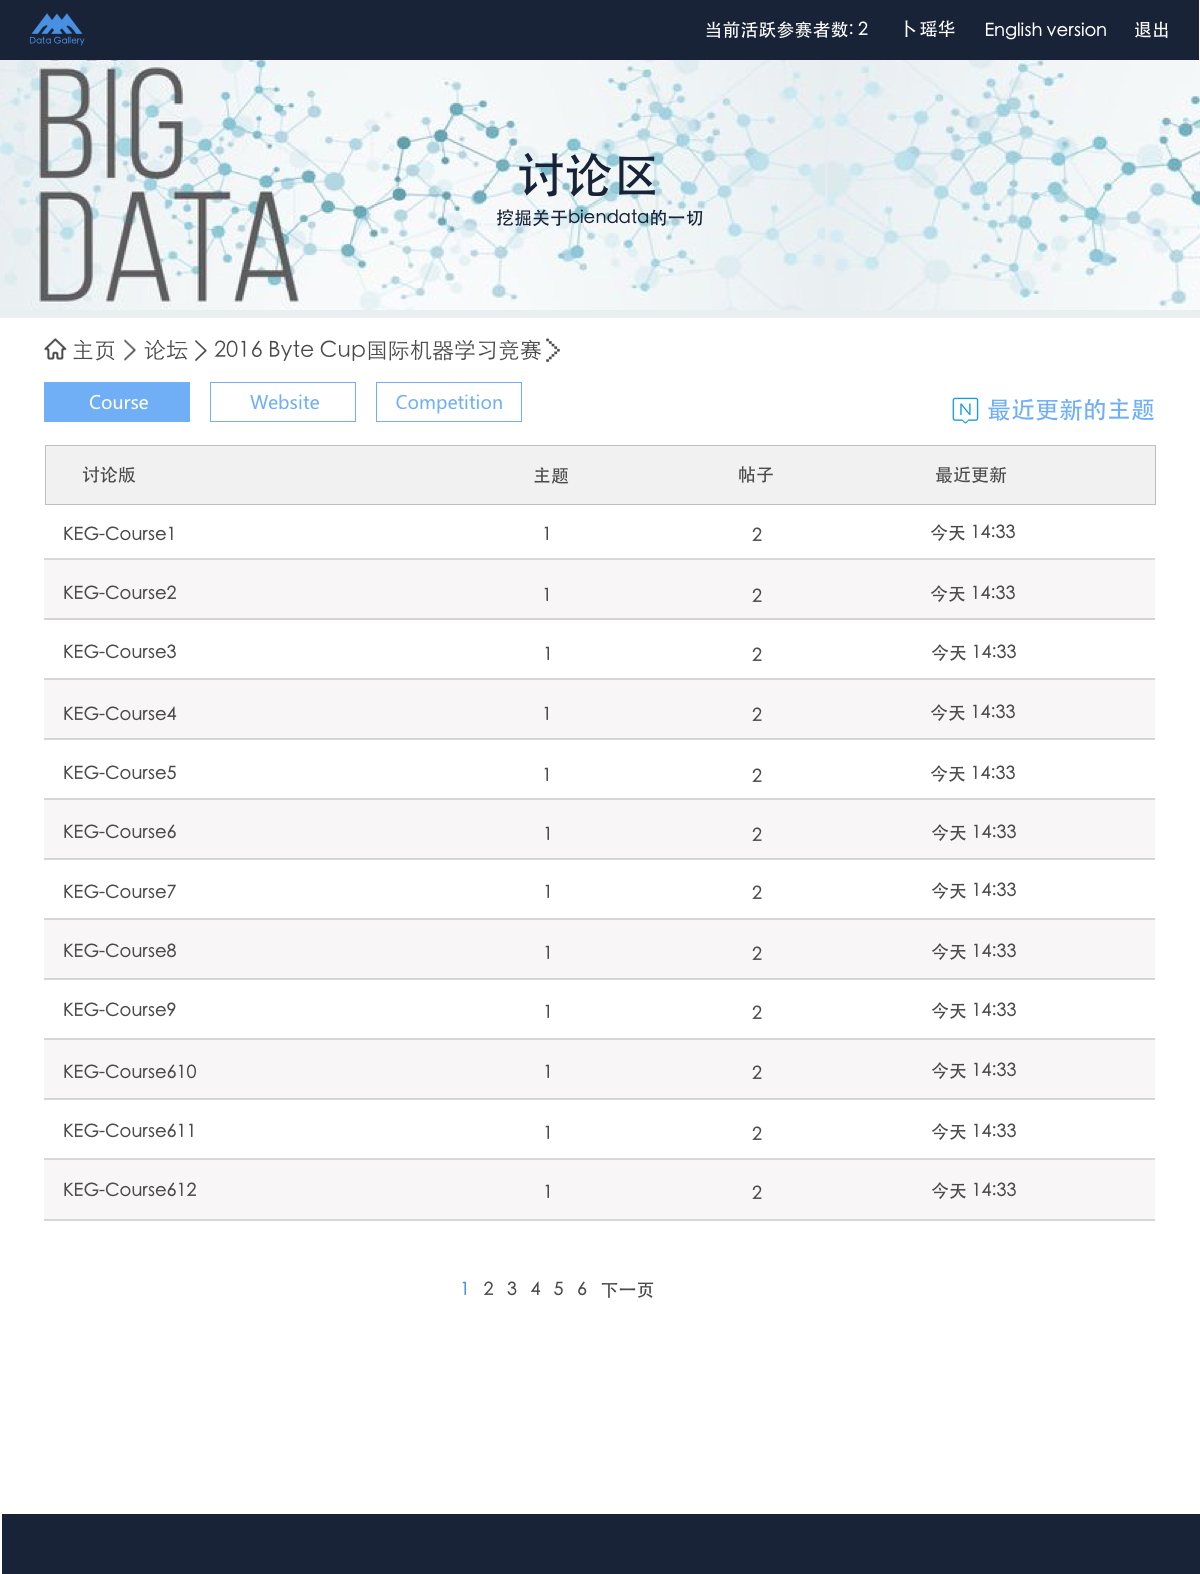 Data Gallery
当前活跃参赛者数: 2 卜瑶华 English version 退出
BIG
DATA
讨论区
挖掘关于biendata的一切
主页 > 论坛 > 2016 Byte Cup国际机器学习竞赛 >
Course Website Competition
N 最近更新的主题
讨论版 主题 帖子 最近更新
KEG-Course1 1 2 今天 14:33
KEG-Course2 1 2 今天 14:33
KEG-Course3 1 2 今天 14:33
KEG-Course4 1 2 今天 14:33
KEG-Course5 1 2 今天 14:33
KEG-Course6 1 2 今天 14:33
KEG-Course7 1 2 今天 14:33
KEG-Course8 1 2 今天 14:33
KEG-Course9 1 2 今天 14:33
KEG-Course610 1 2 今天 14:33
KEG-Course611 1 2 今天 14:33
KEG-Course612 1 2 今天 14:33
1 2 3 4 5 6 下一页